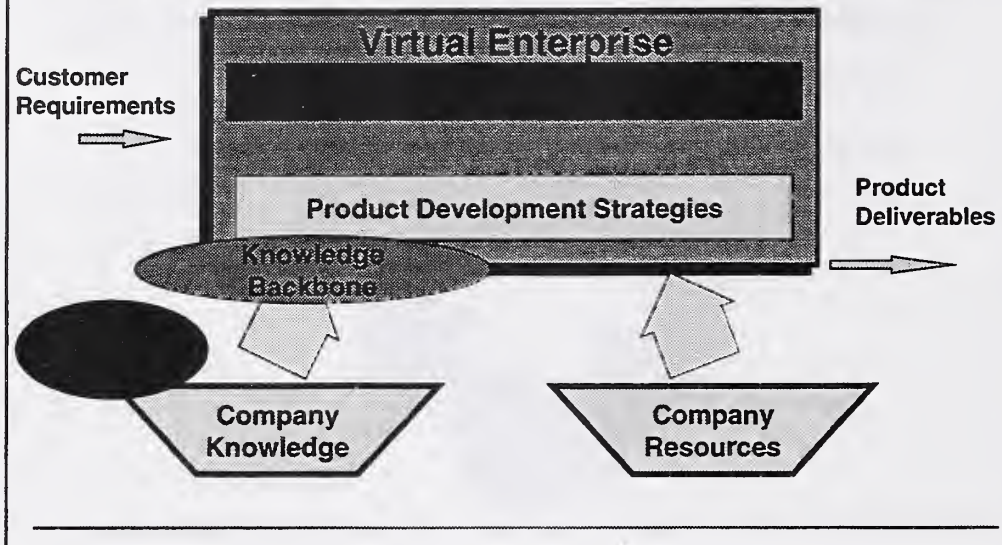 Virtual Enterprise
Customer
Requirements
Product Development Strategies
Product
Deliverables
Knowledge
Backbone
Company
Knowledge
Company
Resources